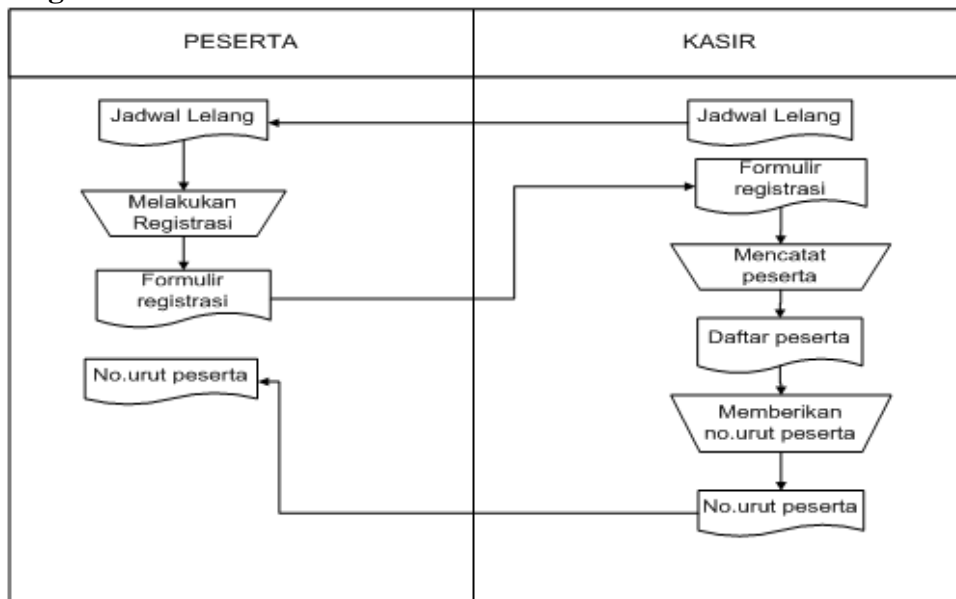 PESERTA
KASIR
Jadwal Lelang
Jadwal Lelang
Melakukan
Registrasi
Formulir
registrasi
Formulir
registrasi
Mencatat
peserta
Daftar peserta
Memberikan
no.urut peserta
No.urut peserta
No.urut peserta